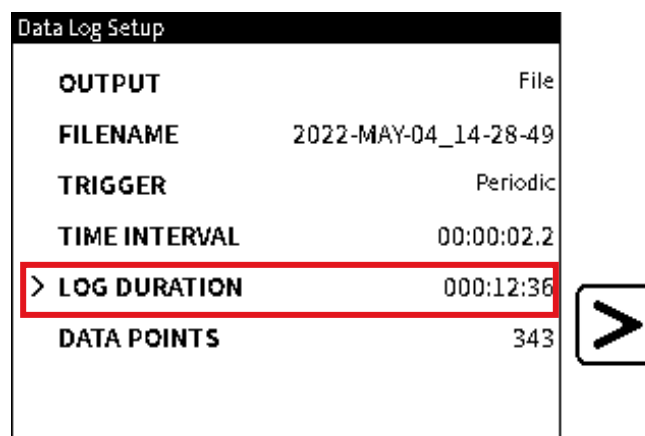 Data Log Setup
OUTPUT File
FILENAME 2022-MAY-04_14-28-49
TRIGGER Periodic
TIME INTERVAL 00:00:02.2
> LOG DURATION 000:12:36
DATA POINTS 343
>